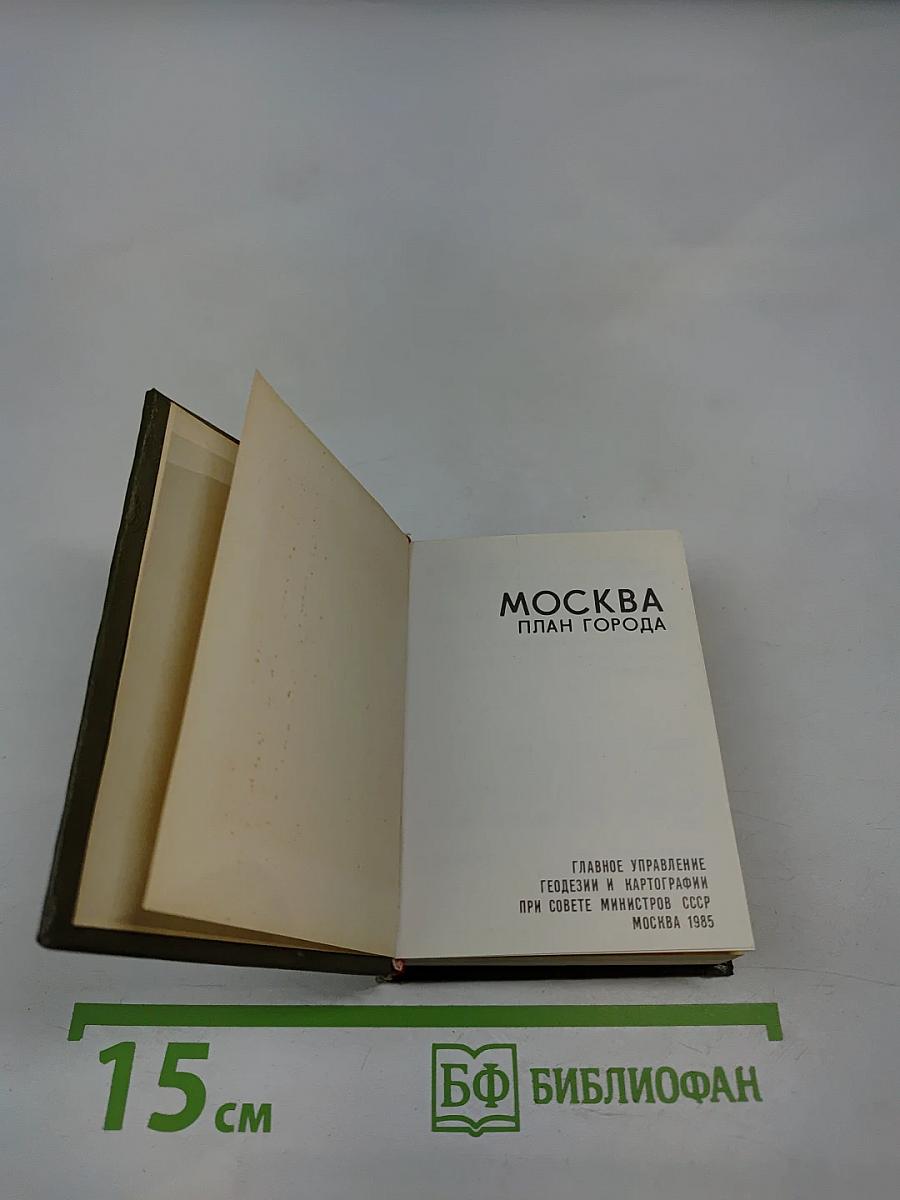 МОСКВА
ПЛАН ГОРОДА
ГЛАВНОЕ УПРАВЛЕНИЕ
ГЕОДЕЗИИ И КАРТОГРАФИИ
ПРИ СОВЕТЕ МИНИСТРОВ СССР
МОСКВА 1985
15 СМ
БФ БИБЛИОФАН